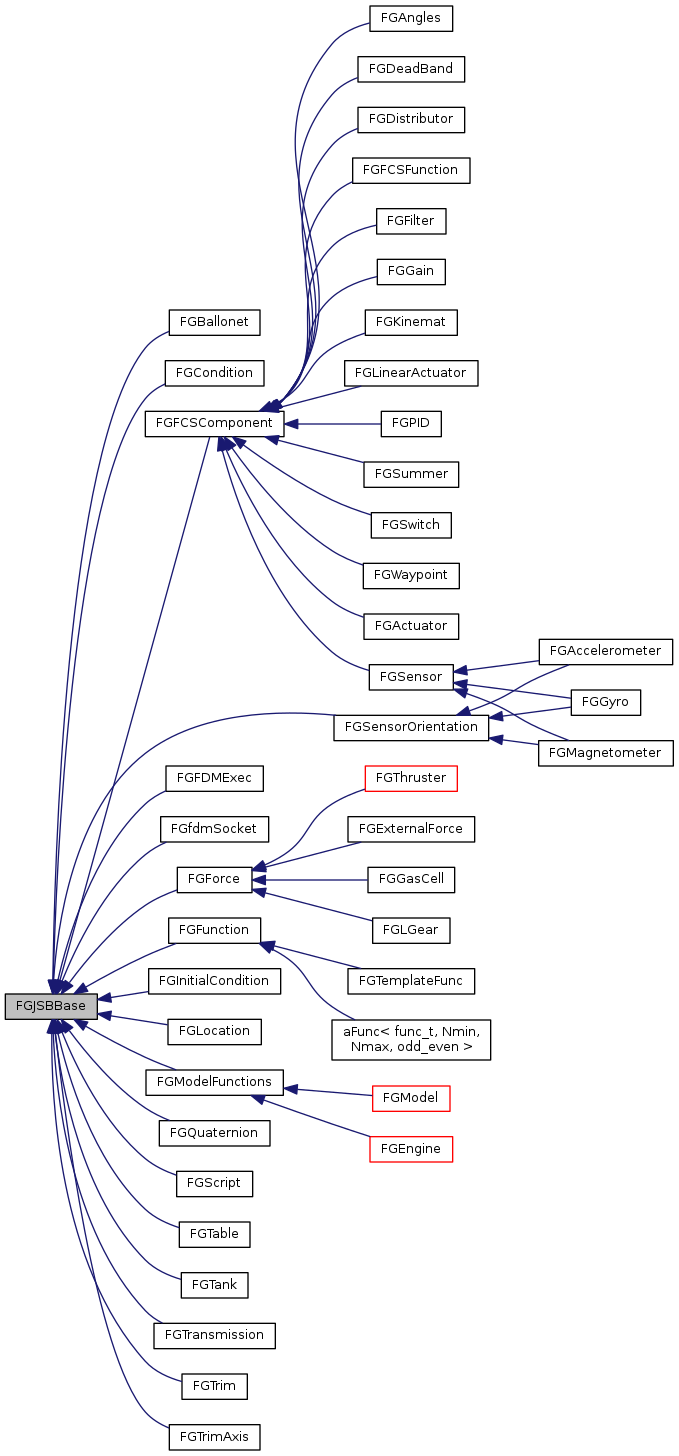 FGAngles
FGDeadBand
FGDistributor
FGFCSFunction
FGFilter
FGGain
FGBallonet
FGKinemat
FGCondition
FGLinearActuator
FGFCSComponent
FGPID
FGSummer
FGSwitch
FGWaypoint
FGActuator
FGAccelerometer
FGSensor
FGGyro
FGSensorOrientation
FGMagnetometer
FGFDMExec
FGThruster
FGfdmSocket
FGExternalForce
FGForce
FGGasCell
FGFunction
FGLGear
FGInitialCondition
FGTemplateFunc
FGJSBBase
FGLocation
aFunc< func_t, Nmin,
Nmax, odd_even >
FGModelFunctions
FGModel
FGQuaternion
FGEngine
FGScript
FGTable
FGTank
FGTransmission
FGTrim
FGTrimAxis